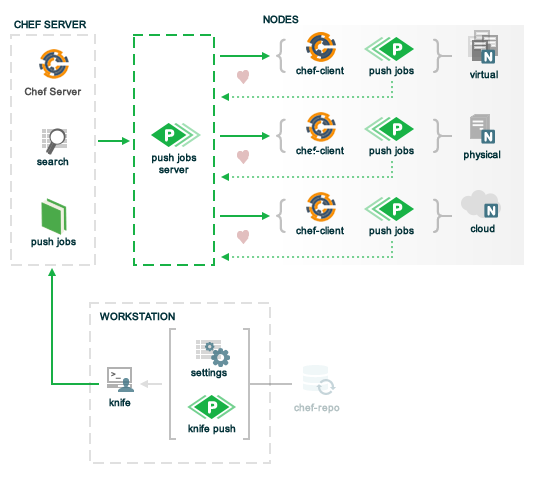 CHEF SERVER
NODES
Chef Server
search
push jobs
push jobs
server
chef-client
push jobs
N
virtual
chef-client
push jobs
N
physical
chef-client
push jobs
N
cloud
P
P
P
P
WORKSTATION
>_
knife
settings
P
knife push
chef-repo